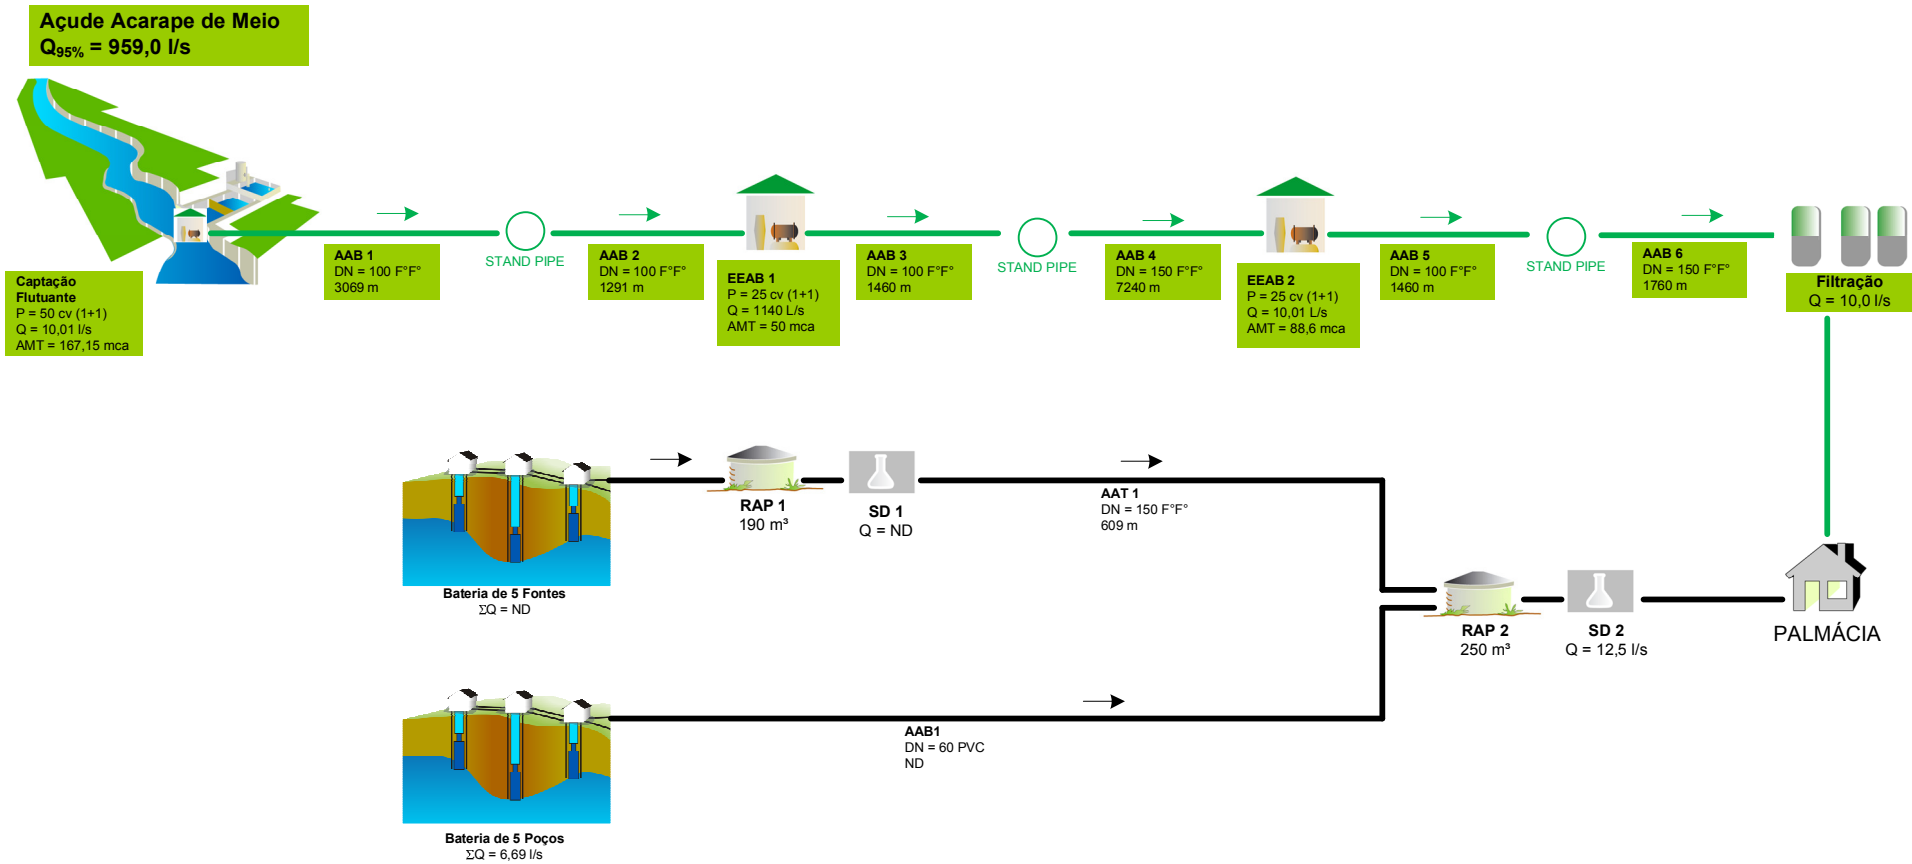 Açude Acarape de Meio
Q95% = 959,0 l/s
Captação
Flutuante
P = 50 cv (1+1)
Q = 10,01 l/s
AMT = 167,15 mca
AAB 1
DN = 100 F°F°
3069 m
STAND PIPE
AAB 2
DN = 100 F°F°
1291 m
EEAB 1
P = 25 cv (1+1)
Q = 1140 L/s
AMT = 50 mca
AAB 3
DN = 100 F°F°
1460 m
STAND PIPE
AAB 4
DN = 150 F°F°
7240 m
EEAB 2
P = 25 cv (1+1)
Q = 10,01 L/s
AMT = 88,6 mca
AAB 5
DN = 100 F°F°
1460 m
STAND PIPE
AAB 6
DN = 150 F°F°
1760 m
Filtração
Q = 10,0 l/s
Bateria de 5 Fontes
ΣQ = ND
RAP 1
190 m³
SD 1
Q = ND
AAT 1
DN = 150 F°F°
609 m
RAP 2
250 m³
SD 2
Q = 12,5 l/s
PALMÁCIA
AAB1
DN = 60 PVC
ND
Bateria de 5 Poços
ΣQ = 6,69 l/s